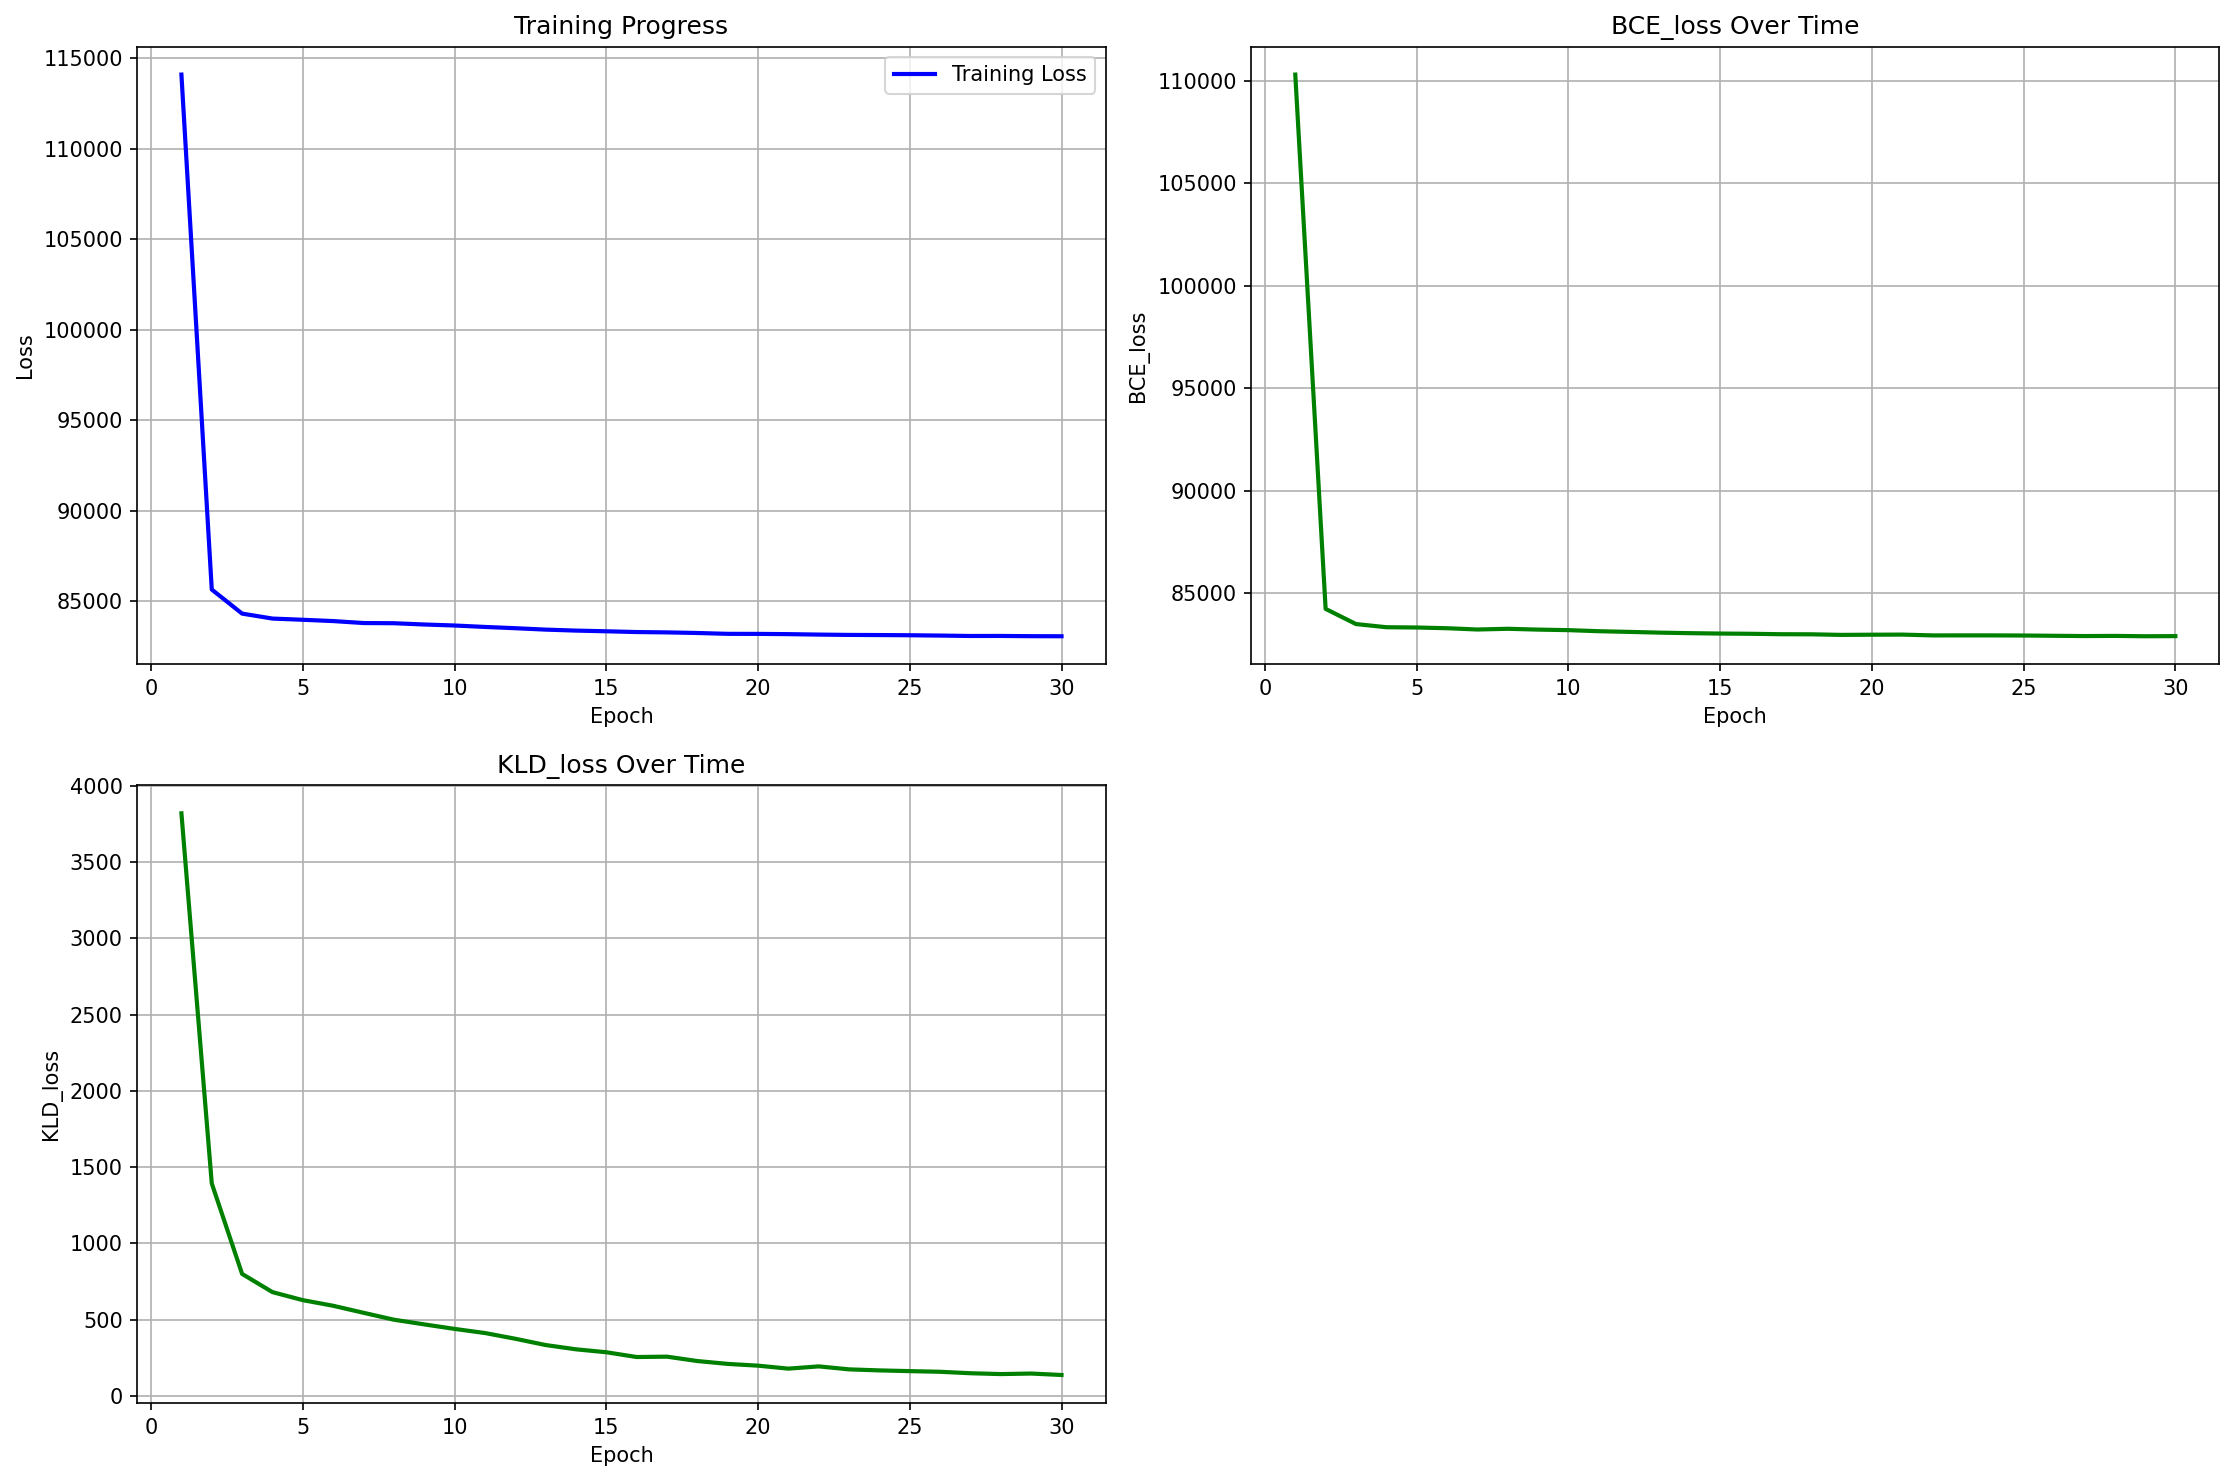 Training Progress
115000
110000
105000
100000
95000
90000
85000
Loss
Training Loss
0 5 10 15 20 25 30
Epoch
BCE_loss Over Time
110000
105000
100000
95000
90000
85000
BCE_loss
0 5 10 15 20 25 30
Epoch
KLD_loss Over Time
4000
3500
3000
2500
2000
1500
1000
500
0
KLD_loss
0 5 10 15 20 25 30
Epoch